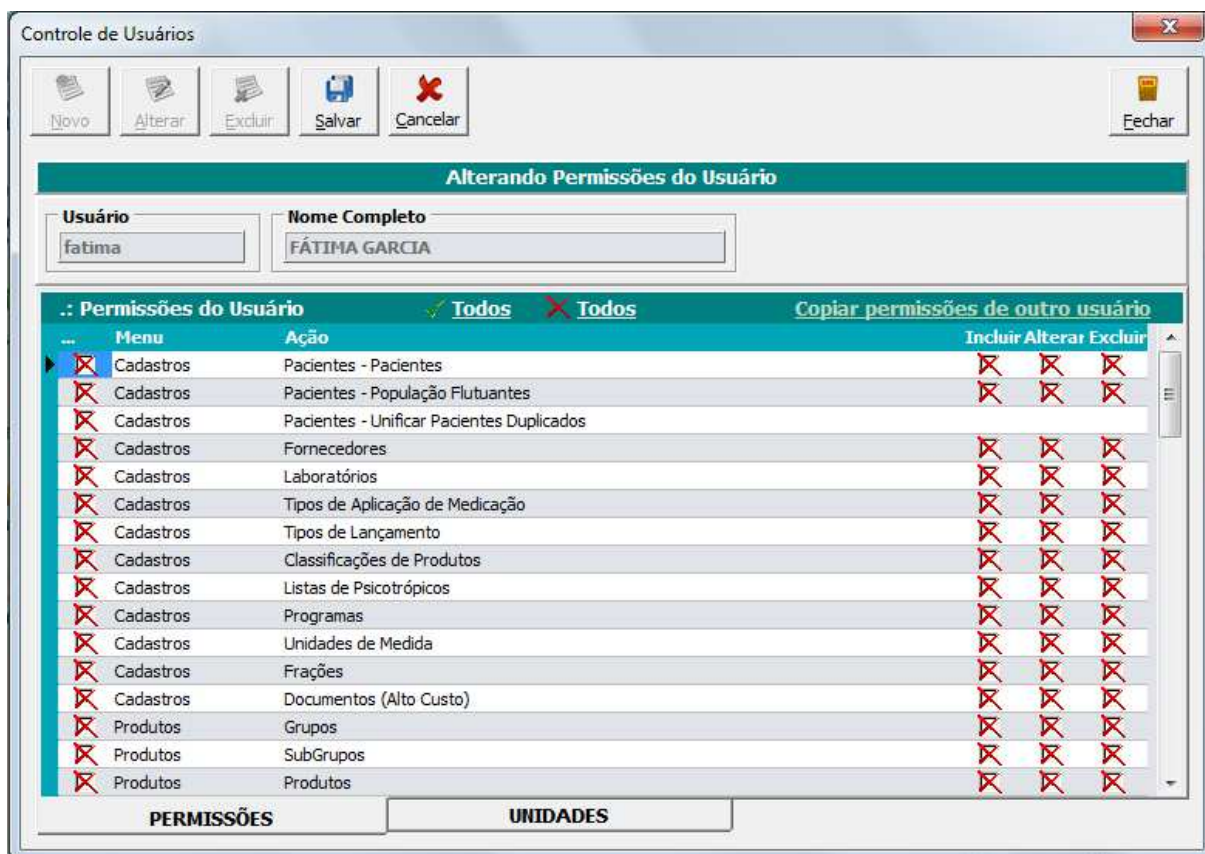 Controle de Usuários
Novo Alterar Excluir Salvar Cancelar Fechar
Alterando Permissões do Usuário
Usuário Nome Completo
fatima FÁTIMA GARCIA
.: Permissões do Usuário Todos Todos Copiar permissões de outro usuário
... Menu Ação Incluir Alterar Excluir
Cadastros Pacientes - Pacientes
Cadastros Pacientes - População Flutuantes
Cadastros Pacientes - Unificar Pacientes Duplicados
Cadastros Fornecedores
Cadastros Laboratórios
Cadastros Tipos de Aplicação de Medicação
Cadastros Tipos de Lançamento
Cadastros Classificações de Produtos
Cadastros Listas de Psicotrópicos
Cadastros Programas
Cadastros Unidades de Medida
Cadastros Frações
Cadastros Documentos (Alto Custo)
Produtos Grupos
Produtos SubGrupos
Produtos Produtos
PERMISSÕES UNIDADES